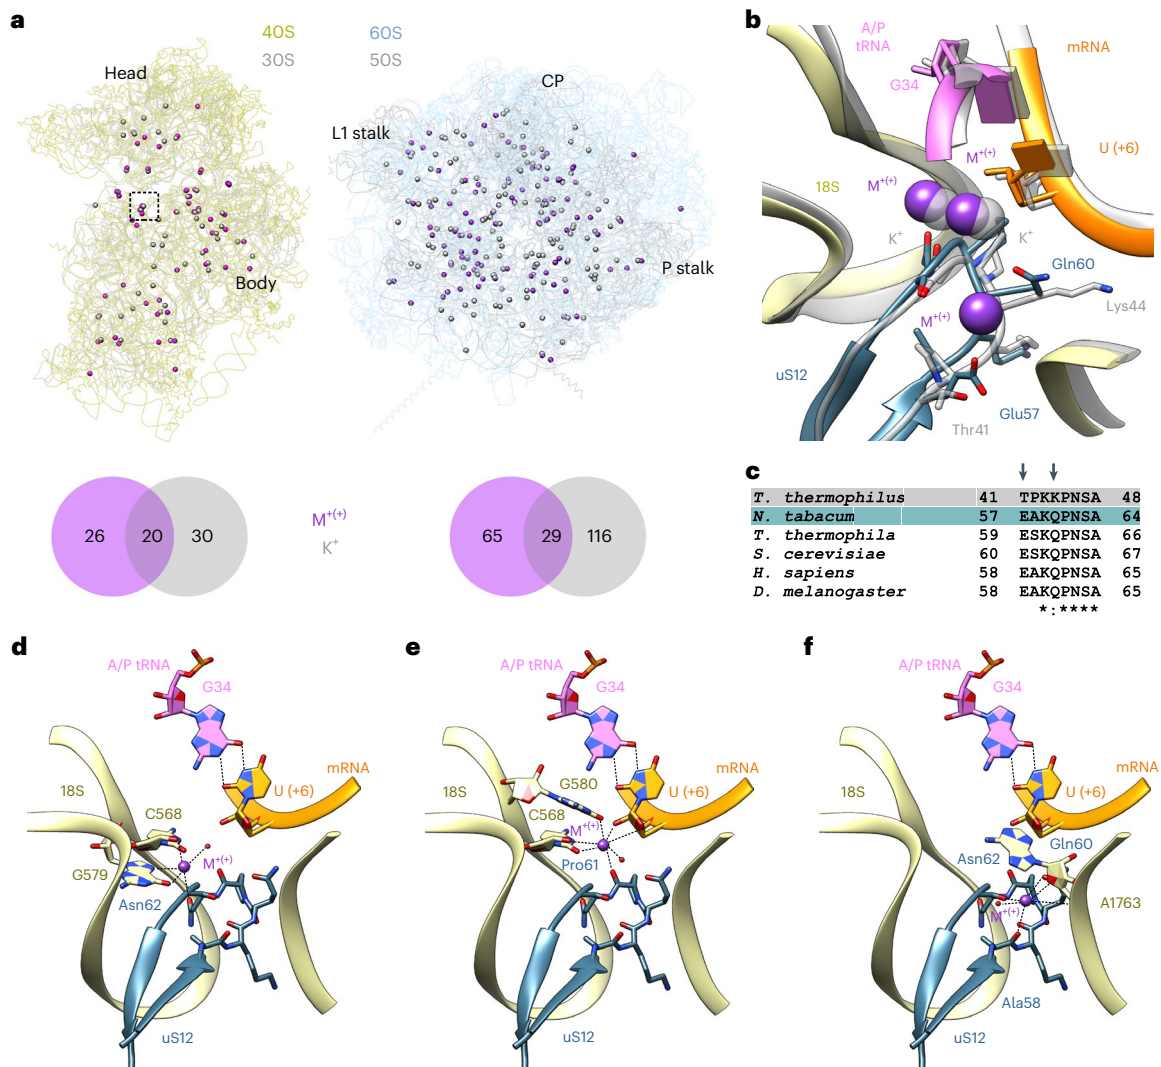 a
40S
60S
30S
50S
Head
CP
L1 stalk
Body
P stalk
26
20
30
M+(+)
K+
65
29
116
b
A/P
tRNA
mRNA
G34
M+(+)
U (+6)
M+(+)
18S
K+
K+
Gln60
Lys44
M+(+)
uS12
Glu57
Thr41
c
T. thermophilus 41 TPKKPNSA 48
N. tabacum 57 EAKQPNSA 64
T. thermophila 59 ESKQPNSA 66
S. cerevisiae 60 ESKQPNSA 67
H. sapiens 58 EAKQPNSA 65
D. melanogaster 58 EAKQPNSA 65
*:****
d
A/P tRNA
G34
mRNA
18S
U (+6)
C568
M+(+)
G579
Asn62
uS12
e
A/P tRNA
G34
mRNA
G580
18S
U (+6)
C568
M+(+)
Pro61
uS12
f
A/P tRNA
G34
mRNA
18S
U (+6)
Gln60
Asn62
A1763
M+(+)
Ala58
uS12